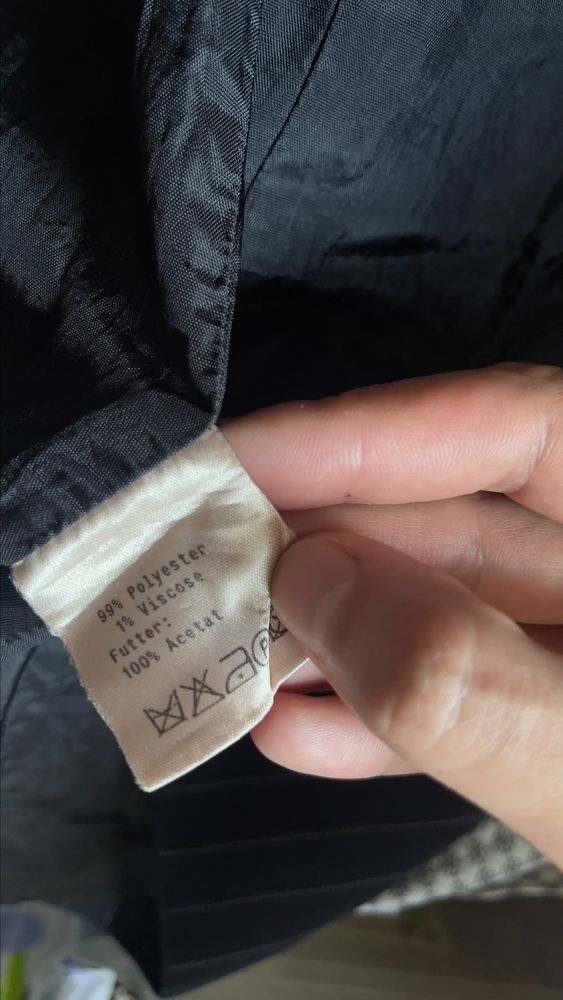 99% Polyester
1% Viscose
Futter:
100% Acetat
P